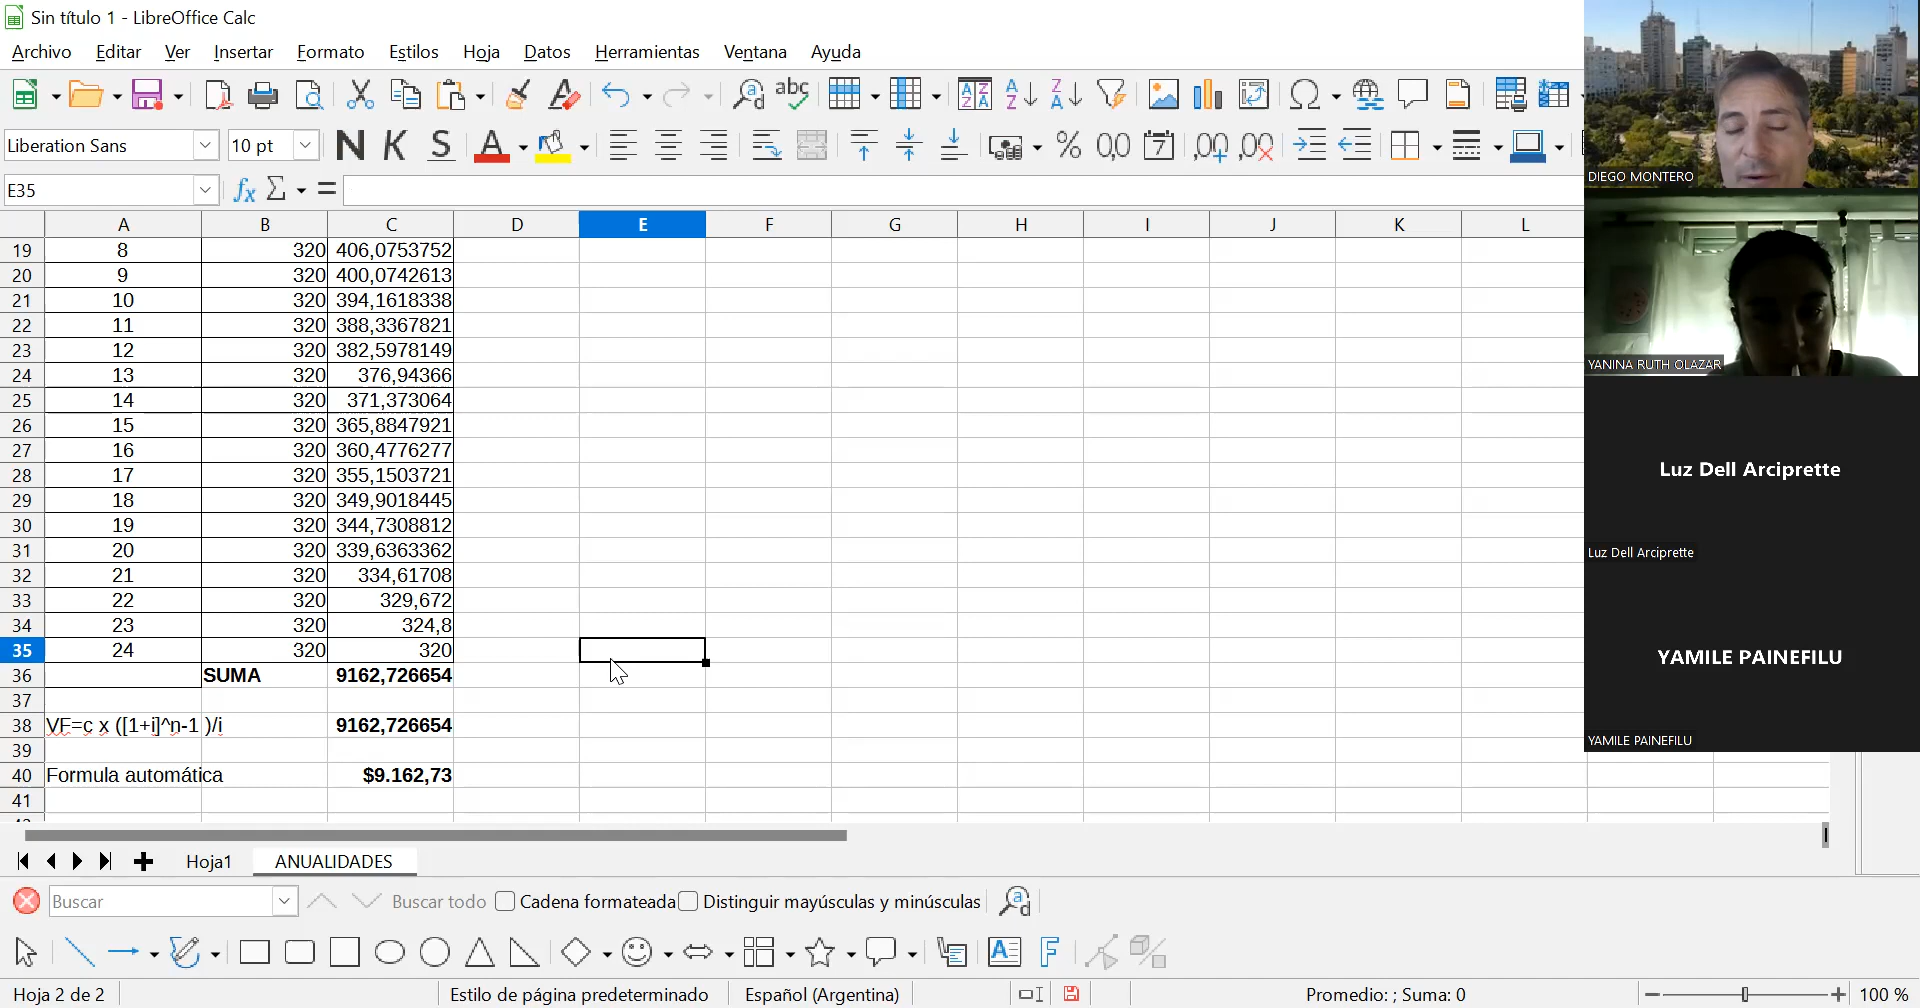 Sin título 1 - LibreOffice Calc
Archivo Editar Ver Insertar Formato Estilos Hoja Datos Herramientas Ventana Ayuda
Liberation Sans 10 pt N K S A % 0,0 7 0,0 0,0
E35 fx Σ =
A B C D E F G H I J K L
19 8 320 406,0753752
20 9 320 400,0742613
21 10 320 394,1618338
22 11 320 388,3367821
23 12 320 382,5978149
24 13 320 376,94366
25 14 320 371,373064
26 15 320 365,8847921
27 16 320 360,4776277
28 17 320 355,1503721
29 18 320 349,9018445
30 19 320 344,7308812
31 20 320 339,6363362
32 21 320 334,61708
33 22 320 329,672
34 23 320 324,8
35 24 320 320
36 SUMA 9162,726654
37
38 VF=c x ([1+i]^n-1 )/i 9162,726654
39
40 Formula automática $9.162,73
41
Hoja1 ANUALIDADES
Buscar Buscar todo Cadena formateada Distinguir mayúsculas y minúsculas
Hoja 2 de 2 Estilo de página predeterminado Español (Argentina) Promedio: ; Suma: 0 100 %
DIEGO MONTERO
YANINA RUTH OLAZAR
Luz Dell Arciprette
Luz Dell Arciprette
YAMILE PAINEFILU
YAMILE PAINEFILU